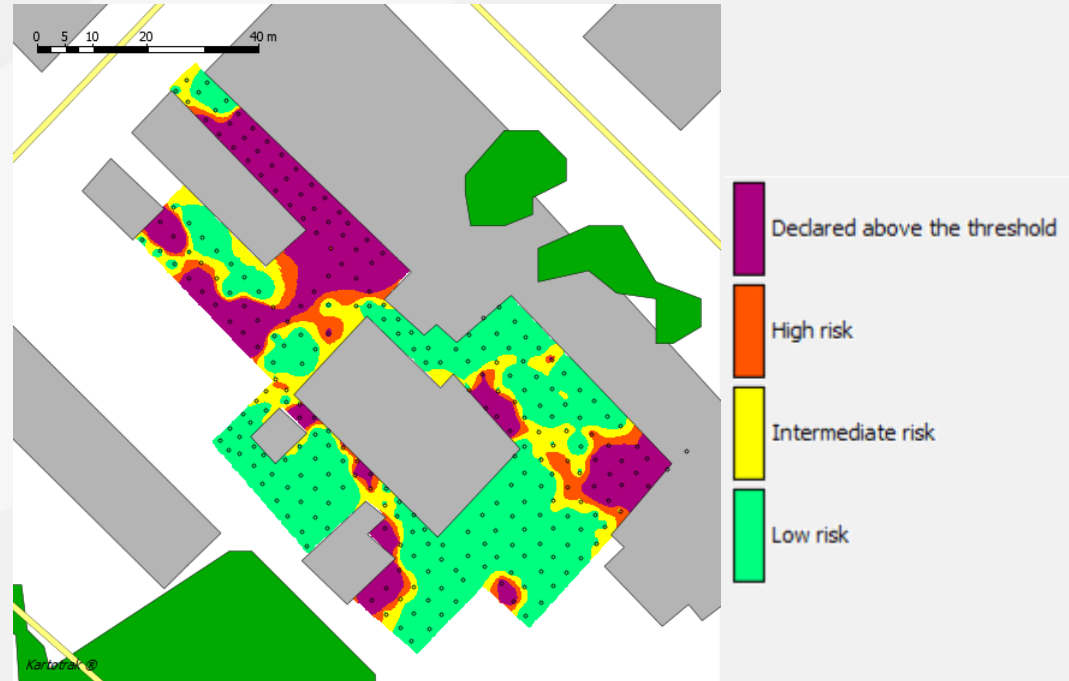 0 5 10 20 40 m
Declared above the threshold
High risk
Intermediate risk
Low risk
Kartotrak ®